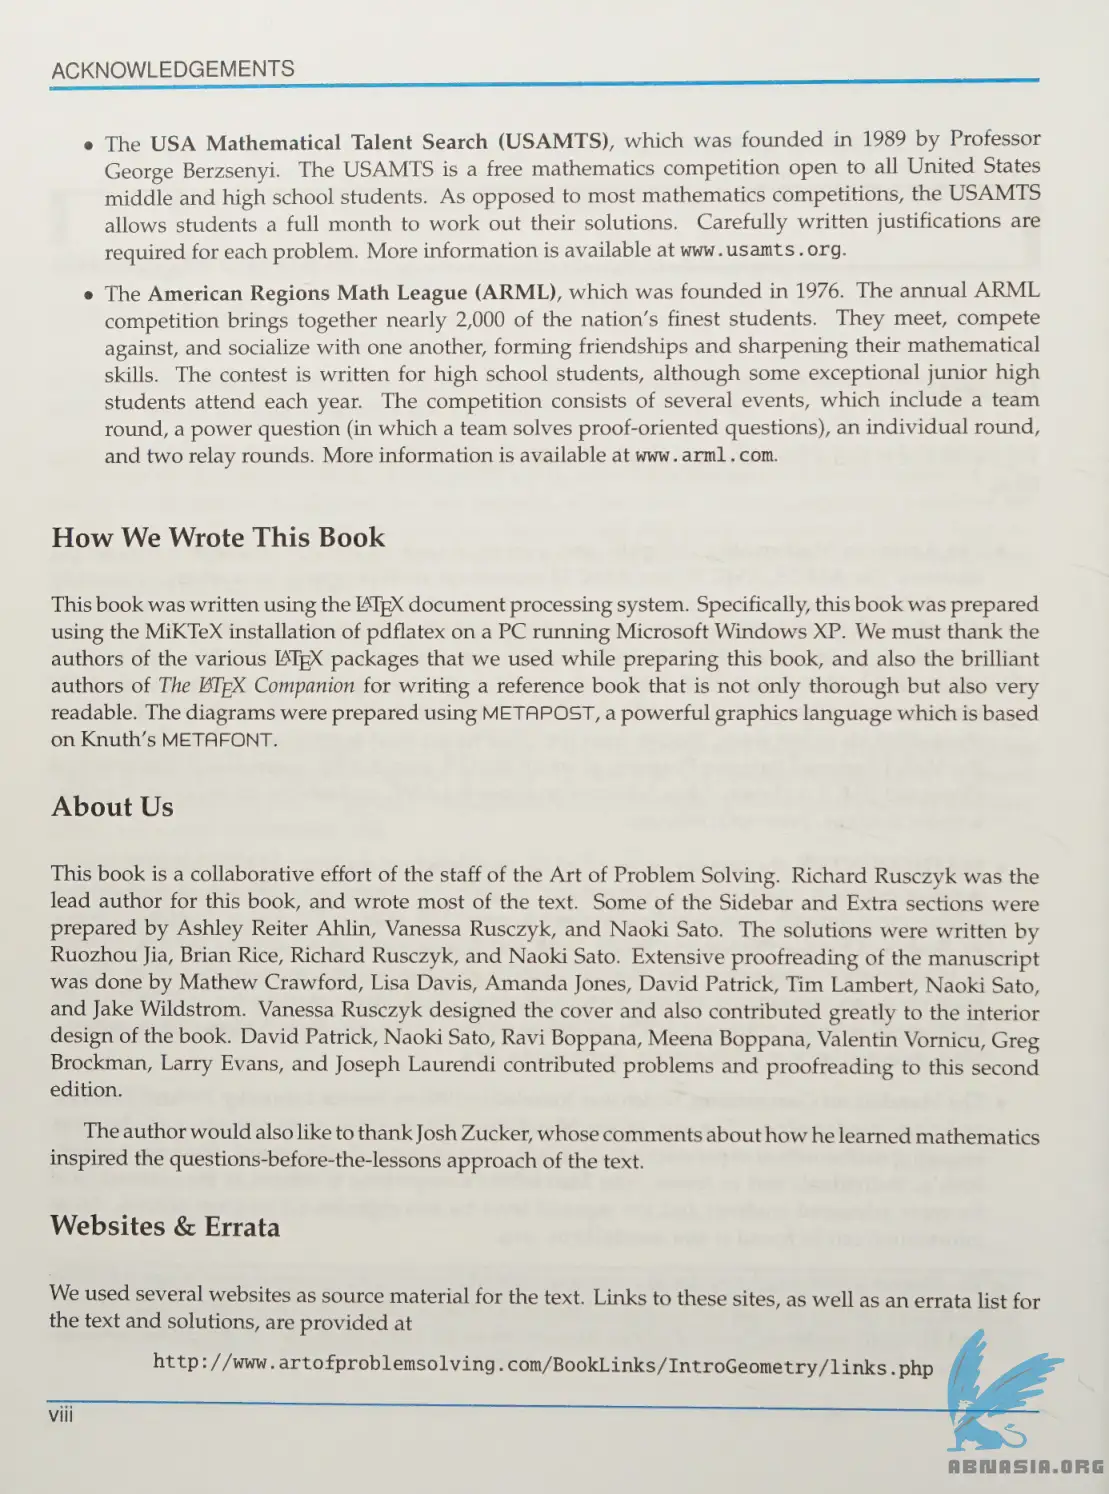 ACKNOWLEDGEMENTS
• The USA Mathematical Talent Search (USAMTS), which was founded in 1989 by Professor
George Berzsenyi. The USAMTS is a free mathematics competition open to all United States
middle and high school students. As opposed to most mathematics competitions, the USAMTS
allows students a full month to work out their solutions. Carefully written justifications are
required for each problem. More information is available at www.usamts.org.
• The American Regions Math League (ARML), which was founded in 1976. The annual ARML
competition brings together nearly 2,000 of the nation's finest students. They meet, compete
against, and socialize with one another, forming friendships and sharpening their mathematical
skills. The contest is written for high school students, although some exceptional junior high
students attend each year. The competition consists of several events, which include a team
round, a power question (in which a team solves proof-oriented questions), an individual round,
and two relay rounds. More information is available at www.arml.com.
How We Wrote This Book
This book was written using the LATEX document processing system. Specifically, this book was prepared
using the MiKTeX installation of pdflatex on a PC running Microsoft Windows XP. We must thank the
authors of the various LATEX packages that we used while preparing this book, and also the brilliant
authors of The LATEX Companion for writing a reference book that is not only thorough but also very
readable. The diagrams were prepared using METAPOST, a powerful graphics language which is based
on Knuth's METAFONT.
About Us
This book is a collaborative effort of the staff of the Art of Problem Solving. Richard Rusczyk was the
lead author for this book, and wrote most of the text. Some of the Sidebar and Extra sections were
prepared by Ashley Reiter Ahlin, Vanessa Rusczyk, and Naoki Sato. The solutions were written by
Ruozhou Jia, Brian Rice, Richard Rusczyk, and Naoki Sato. Extensive proofreading of the manuscript
was done by Mathew Crawford, Lisa Davis, Amanda Jones, David Patrick, Tim Lambert, Naoki Sato,
and Jake Wildstrom. Vanessa Rusczyk designed the cover and also contributed greatly to the interior
design of the book. David Patrick, Naoki Sato, Ravi Boppana, Meena Boppana, Valentin Vornicu, Greg
Brockman, Larry Evans, and Joseph Laurendi contributed problems and proofreading to this second
edition.
The author would also like to thank Josh Zucker, whose comments about how he learned mathematics
inspired the questions-before-the-lessons approach of the text.
Websites & Errata
We used several websites as source material for the text. Links to these sites, as well as an errata list for
the text and solutions, are provided at
http://www.artofproblemsolving.com/BookLinks/IntroGeometry/links.php
viii
ABNASIA.ORG